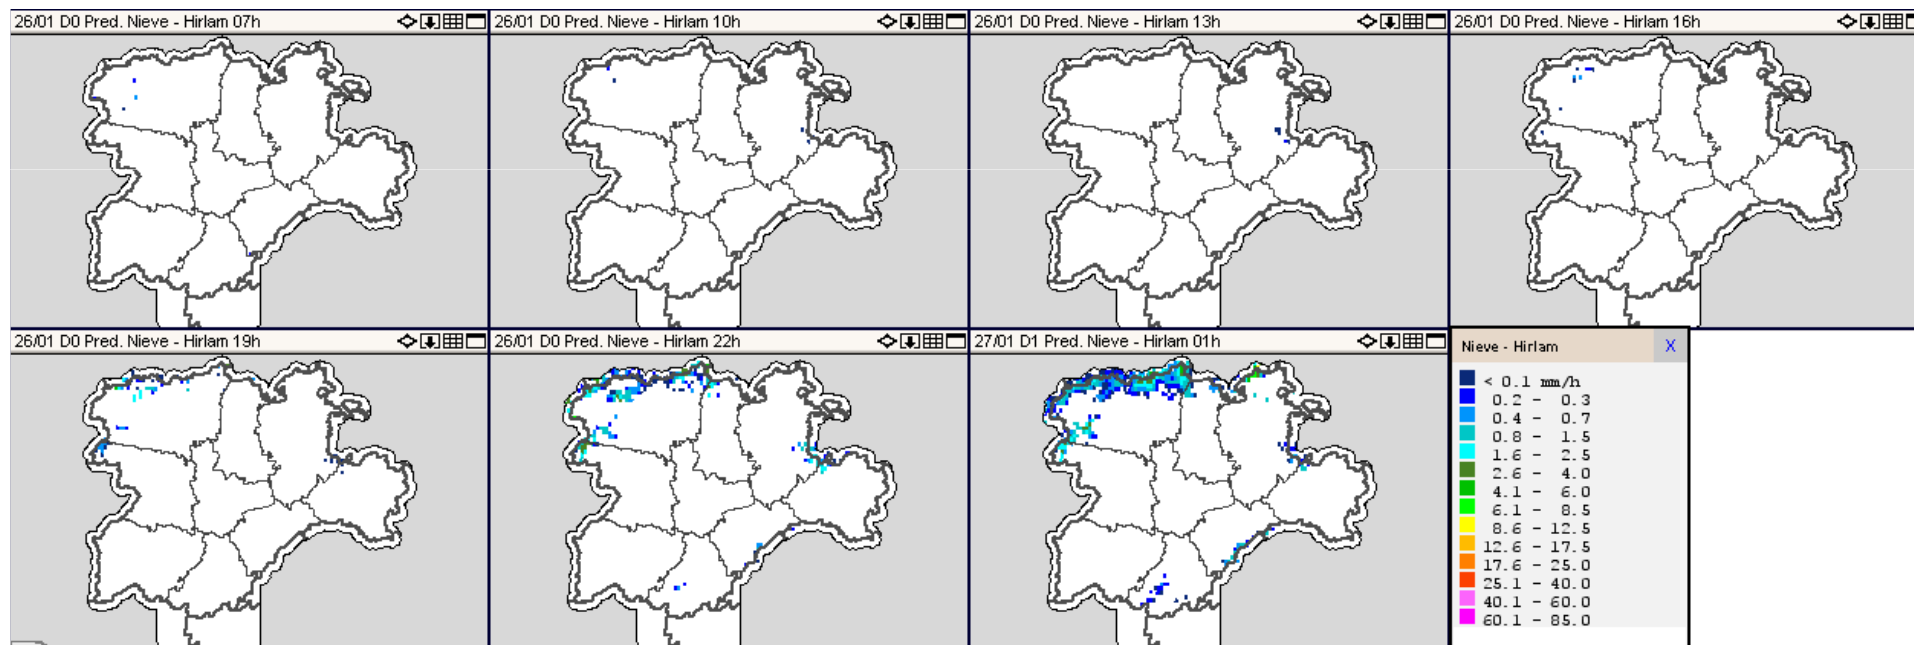 26/01 D0 Pred. Nieve - Hirlam 07h
26/01 D0 Pred. Nieve - Hirlam 10h
26/01 D0 Pred. Nieve - Hirlam 13h
26/01 D0 Pred. Nieve - Hirlam 16h
26/01 D0 Pred. Nieve - Hirlam 19h
26/01 D0 Pred. Nieve - Hirlam 22h
27/01 D1 Pred. Nieve - Hirlam 01h
Nieve - Hirlam X
< 0.1 mm/h
0.2 - 0.3
0.4 - 0.7
0.8 - 1.5
1.6 - 2.5
2.6 - 4.0
4.1 - 6.0
6.1 - 8.5
8.6 - 12.5
12.6 - 17.5
17.6 - 25.0
25.1 - 40.0
40.1 - 60.0
60.1 - 85.0